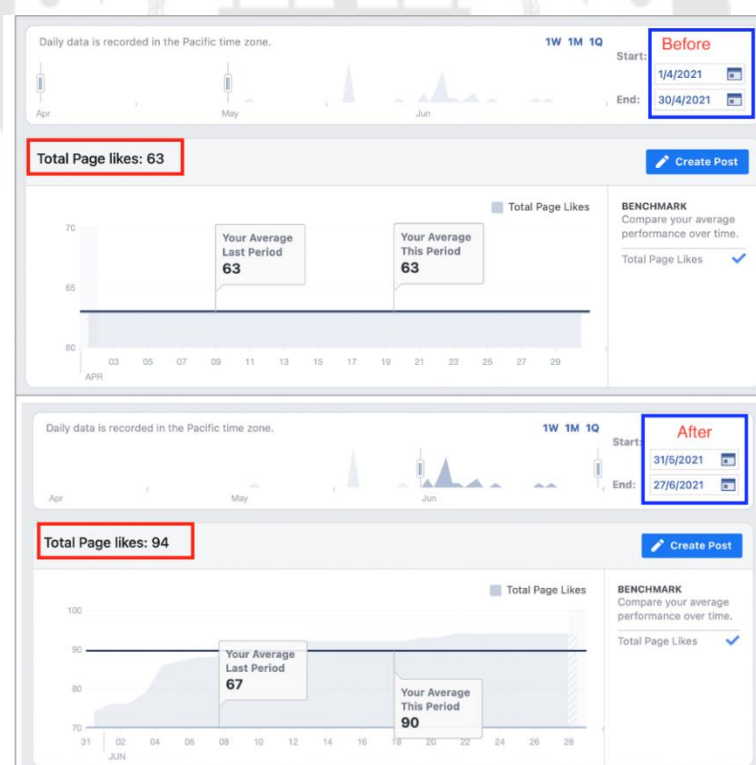 Daily data is recorded in the Pacific time zone.
1W 1M 1Q
Before
Start:
1/4/2021
End:
30/4/2021
Apr
May
Jun
Total Page likes: 63
Create Post
Total Page Likes
BENCHMARK
Compare your average
performance over time.
Total Page Likes
70
65
60
Your Average
Last Period
63
Your Average
This Period
63
03 05 07 09 11 13 15 17 19 21 23 25 27 29
APR
Daily data is recorded in the Pacific time zone.
1W 1M 1Q
After
Start:
31/5/2021
End:
27/6/2021
Apr
May
Jun
Total Page likes: 94
Create Post
Total Page Likes
BENCHMARK
Compare your average
performance over time.
Total Page Likes
100
90
80
70
Your Average
Last Period
67
Your Average
This Period
90
31 02 04 06 08 10 12 14 16 18 20 22 24 26 28
JUN